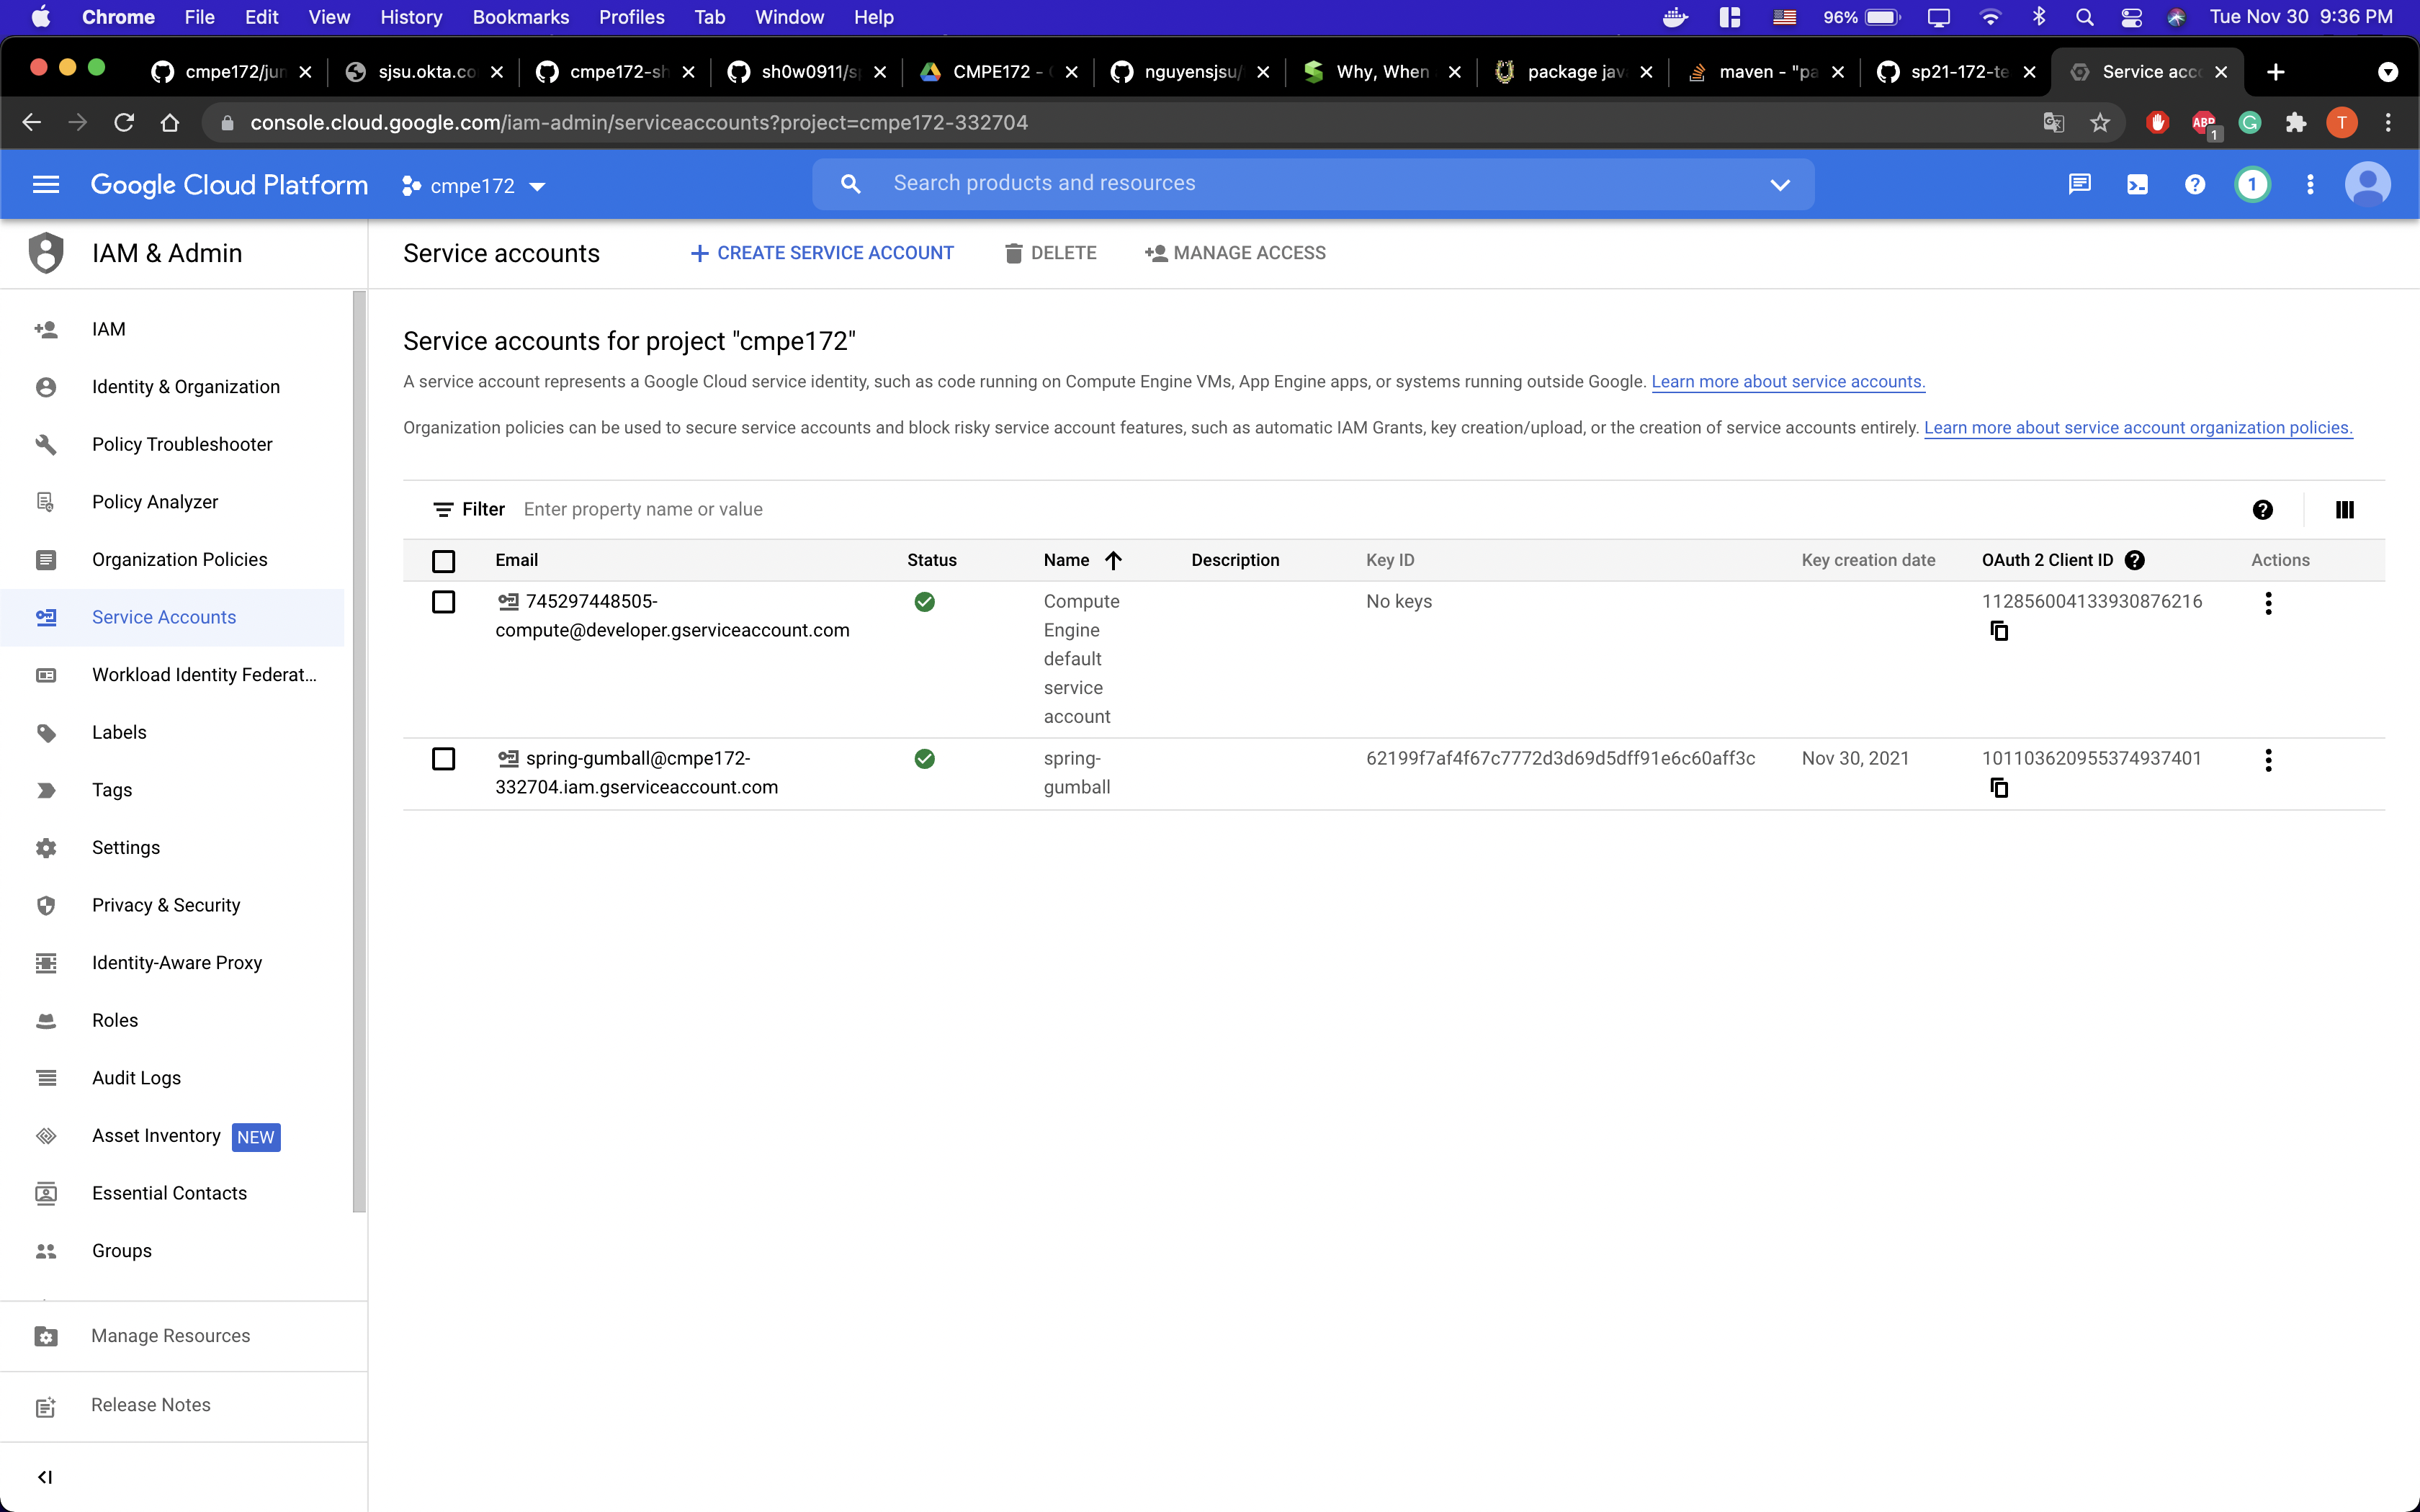 Chrome File Edit View History Bookmarks Profiles Tab Window Help 96% Tue Nov 30 9:36 PM
cmpe172/jun sjsu.okta.co cmpe172-sh sh0w0911/s CMPE172 - nguyensjsu/ Why, When package jav maven - "pa sp21-172-te Service acc
console.cloud.google.com/iam-admin/serviceaccounts?project=cmpe172-332704 ABP 1 G T
Google Cloud Platform cmpe172 Search products and resources 1
IAM & Admin
Service accounts CREATE SERVICE ACCOUNT DELETE MANAGE ACCESS
IAM
Identity & Organization
Policy Troubleshooter
Policy Analyzer
Organization Policies
Service Accounts
Workload Identity Federat...
Labels
Tags
Settings
Privacy & Security
Identity-Aware Proxy
Roles
Audit Logs
Asset Inventory NEW
Essential Contacts
Groups
Manage Resources
Release Notes
Service accounts for project "cmpe172"
A service account represents a Google Cloud service identity, such as code running on Compute Engine VMs, App Engine apps, or systems running outside Google. Learn more about service accounts.
Organization policies can be used to secure service accounts and block risky service account features, such as automatic IAM Grants, key creation/upload, or the creation of service accounts entirely. Learn more about service account organization policies.
Filter Enter property name or value
Email Status Name Description Key ID Key creation date OAuth 2 Client ID Actions
745297448505- Compute No keys 112856004133930876216
compute@developer.gserviceaccount.com Engine
default
service
account
spring-gumball@cmpe172- spring- 62199f7af4f67c7772d3d69d5dff91e6c60aff3c Nov 30, 2021 101103620955374937401
332704.iam.gserviceaccount.com gumball